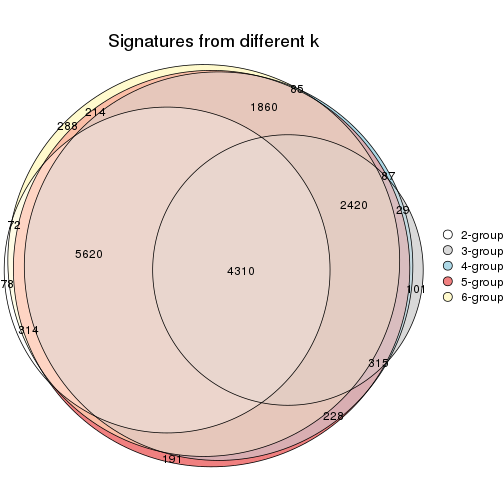 Signatures from different k
85
1860
214
288
87
2420
29
72
2-group
3-group
5620
4310
4-group
78
101
5-group
6-group
314
315
228
191